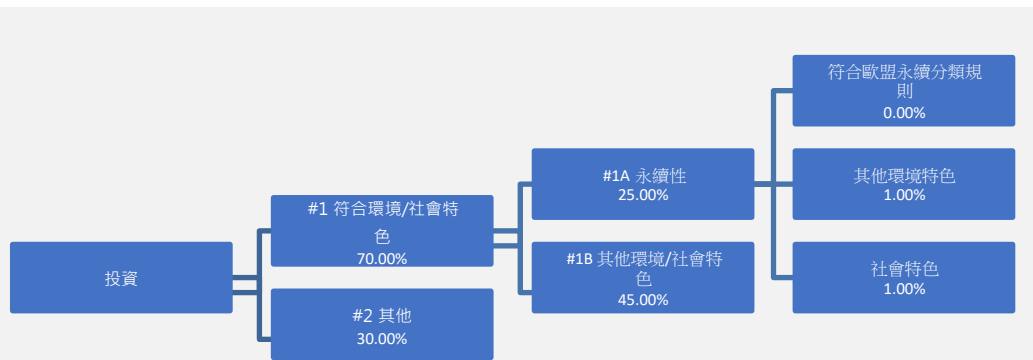 投資
#1 符合環境/社會特
色
70.00%
#2 其他
30.00%
#1A 永續性
25.00%
#1B 其他環境/社會特
色
45.00%
符合歐盟永續分類規
則
0.00%
其他環境特色
1.00%
社會特色
1.00%